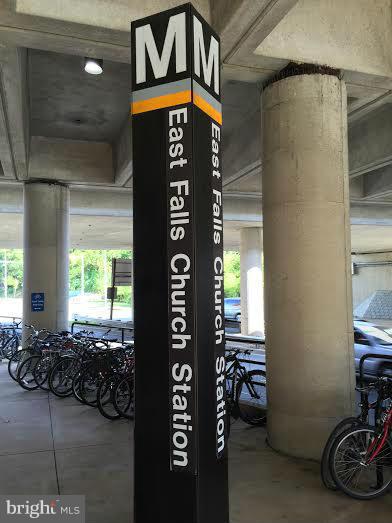 M
East Falls Church Station
M
East Falls Church Station
bright MLS